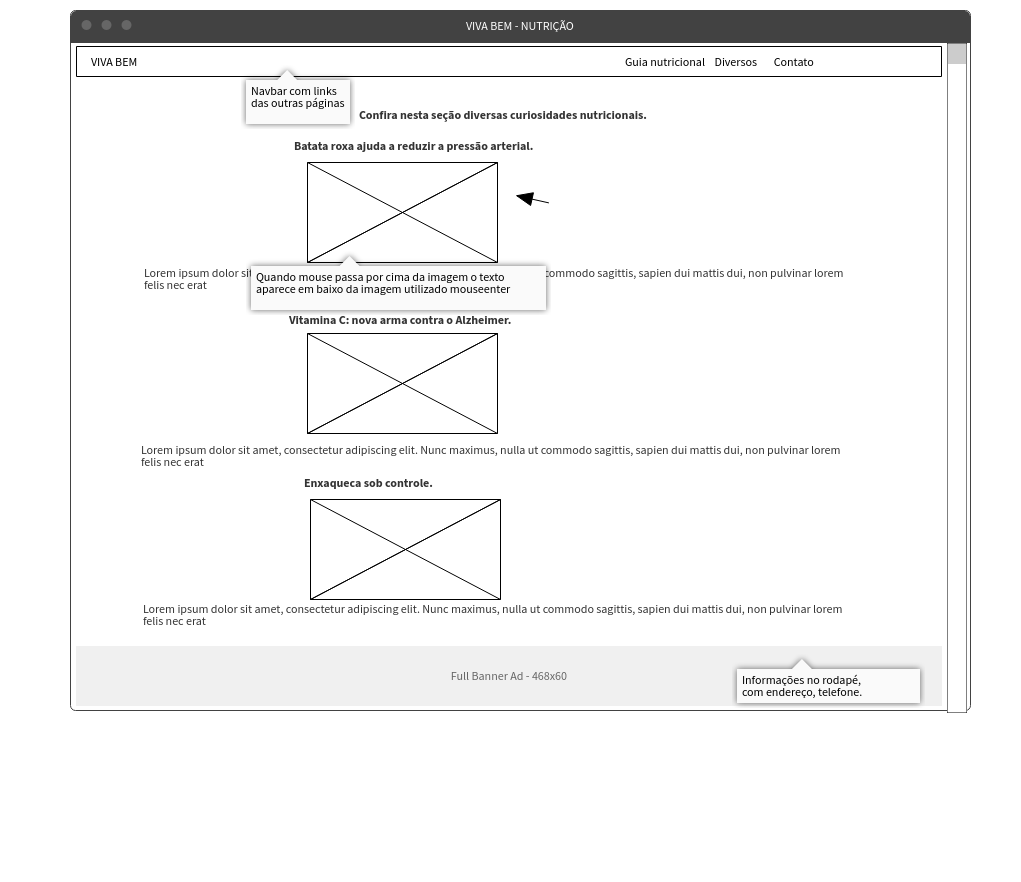 VIVA BEM - NUTRIÇÃO
VIVA BEM
Guia nutricional Diversos Contato
Navbar com links
das outras páginas
Confira nesta seção diversas curiosidades nutricionais.
Batata roxa ajuda a reduzir a pressão arterial.
Lorem ipsum dolor sit commodo sagittis, sapien dui mattis dui, non pulvinar lorem
felis nec erat
Quando mouse passa por cima da imagem o texto
aparece em baixo da imagem utilizado mouseenter
Vitamina C: nova arma contra o Alzheimer.
Lorem ipsum dolor sit amet, consectetur adipiscing elit. Nunc maximus, nulla ut commodo sagittis, sapien dui mattis dui, non pulvinar lorem
felis nec erat
Enxaqueca sob controle.
Lorem ipsum dolor sit amet, consectetur adipiscing elit. Nunc maximus, nulla ut commodo sagittis, sapien dui mattis dui, non pulvinar lorem
felis nec erat
Full Banner Ad - 468x60
Informações no rodapé,
com endereço, telefone.